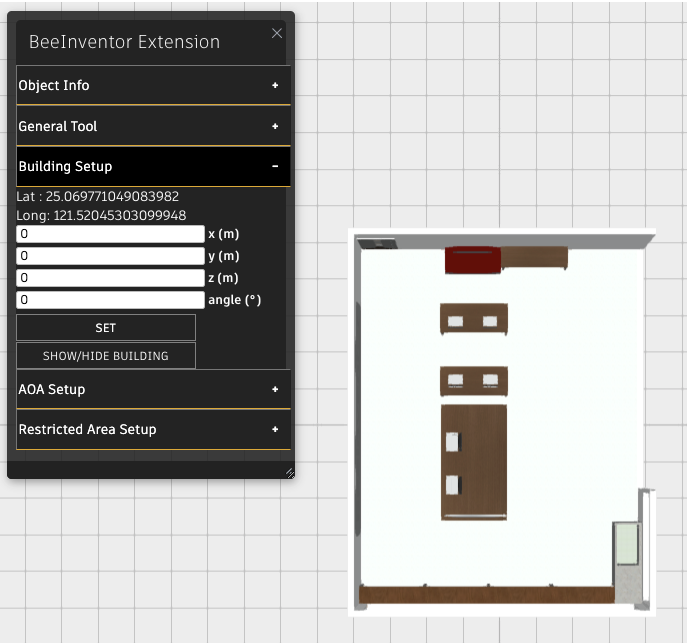 BeeInventor Extension
Object Info +
General Tool +
Building Setup −
Lat : 25.069771049083982
Long: 121.52045303099948
0 x (m)
0 y (m)
0 z (m)
0 angle (°)
SET
SHOW/HIDE BUILDING
AOA Setup +
Restricted Area Setup +